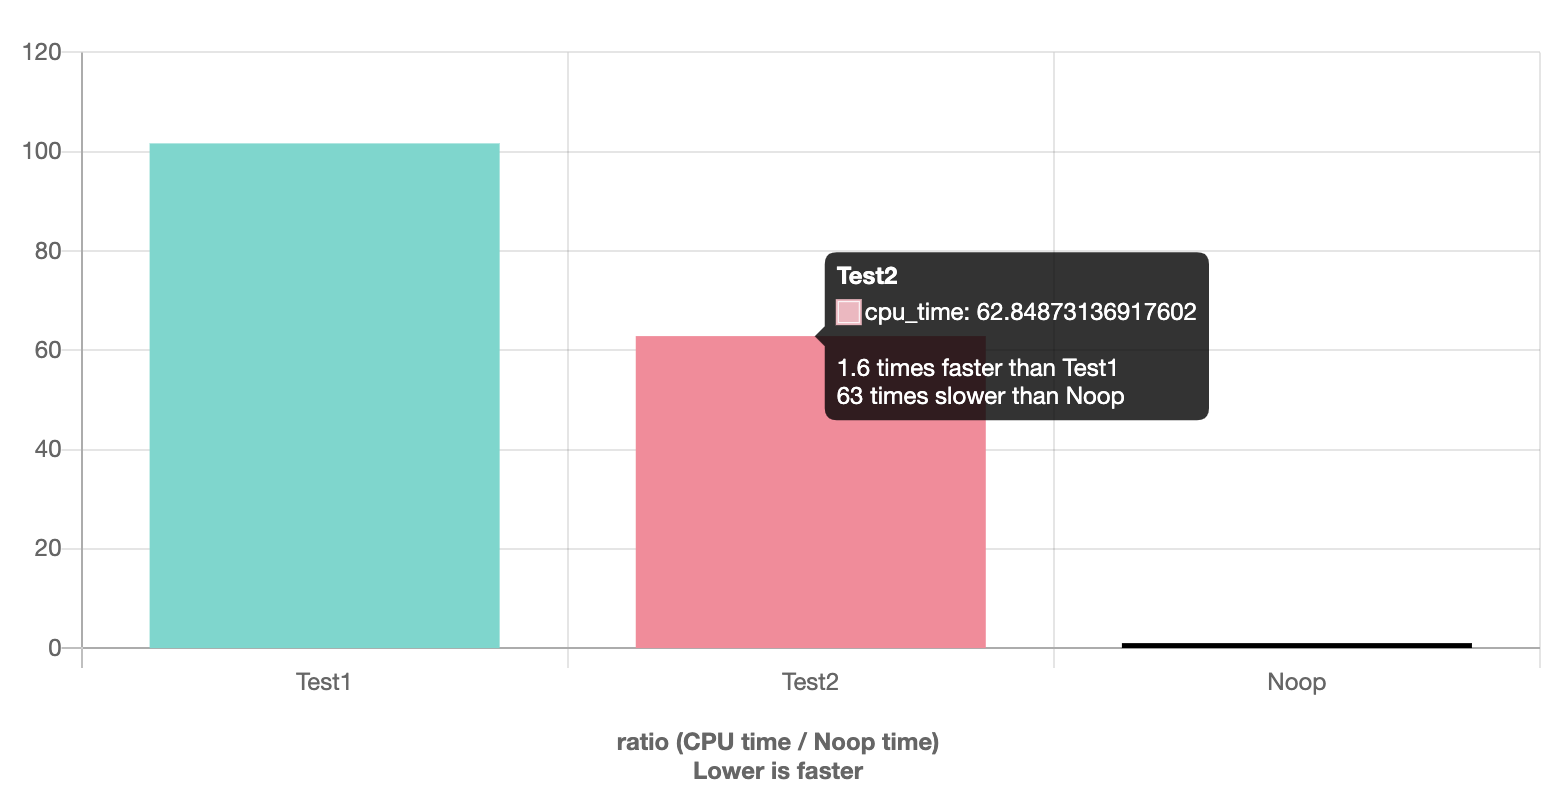 120
100
80
60
40
20
0
Test2
cpu_time: 62.84873136917602
1.6 times faster than Test1
63 times slower than Noop
Test1
Test2
Noop
ratio (CPU time / Noop time)
Lower is faster